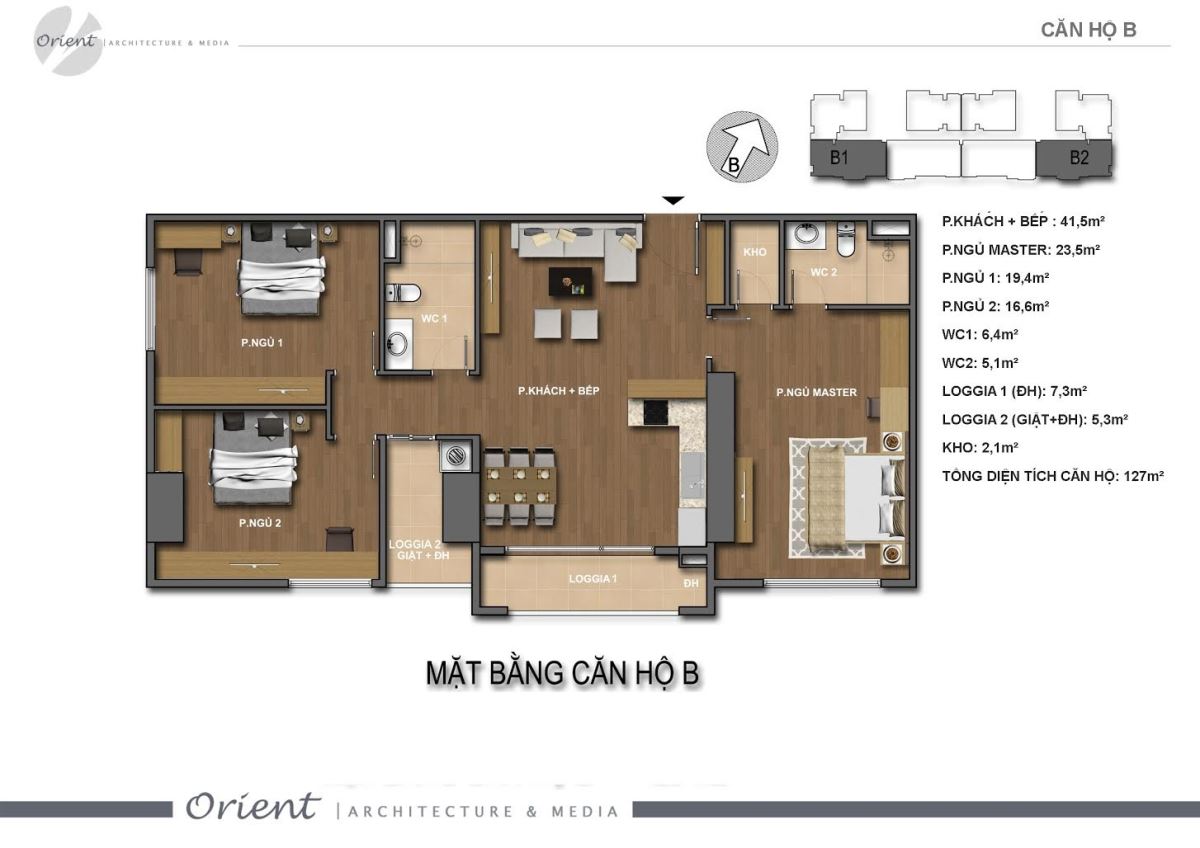 Orient | ARCHITECTURE & MEDIA
CĂN HỘ B
B
B1
B2
P.KHÁCH + BẾP : 41,5m²
P.NGỦ MASTER: 23,5m²
P.NGỦ 1: 19,4m²
P.NGỦ 2: 16,6m²
WC1: 6,4m²
WC2: 5,1m²
LOGGIA 1 (ĐH): 7,3m²
LOGGIA 2 (GIẶT+ĐH): 5,3m²
KHO: 2,1m²
TỔNG DIỆN TÍCH CĂN HỘ: 127m²
KHO
WC 2
WC 1
P.NGỦ 1
P.KHÁCH + BẾP
P.NGỦ MASTER
P.NGỦ 2
LOGGIA 2
GIẶT + ĐH
LOGGIA 1
ĐH
MẶT BẰNG CĂN HỘ B
Orient | ARCHITECTURE & MEDIA